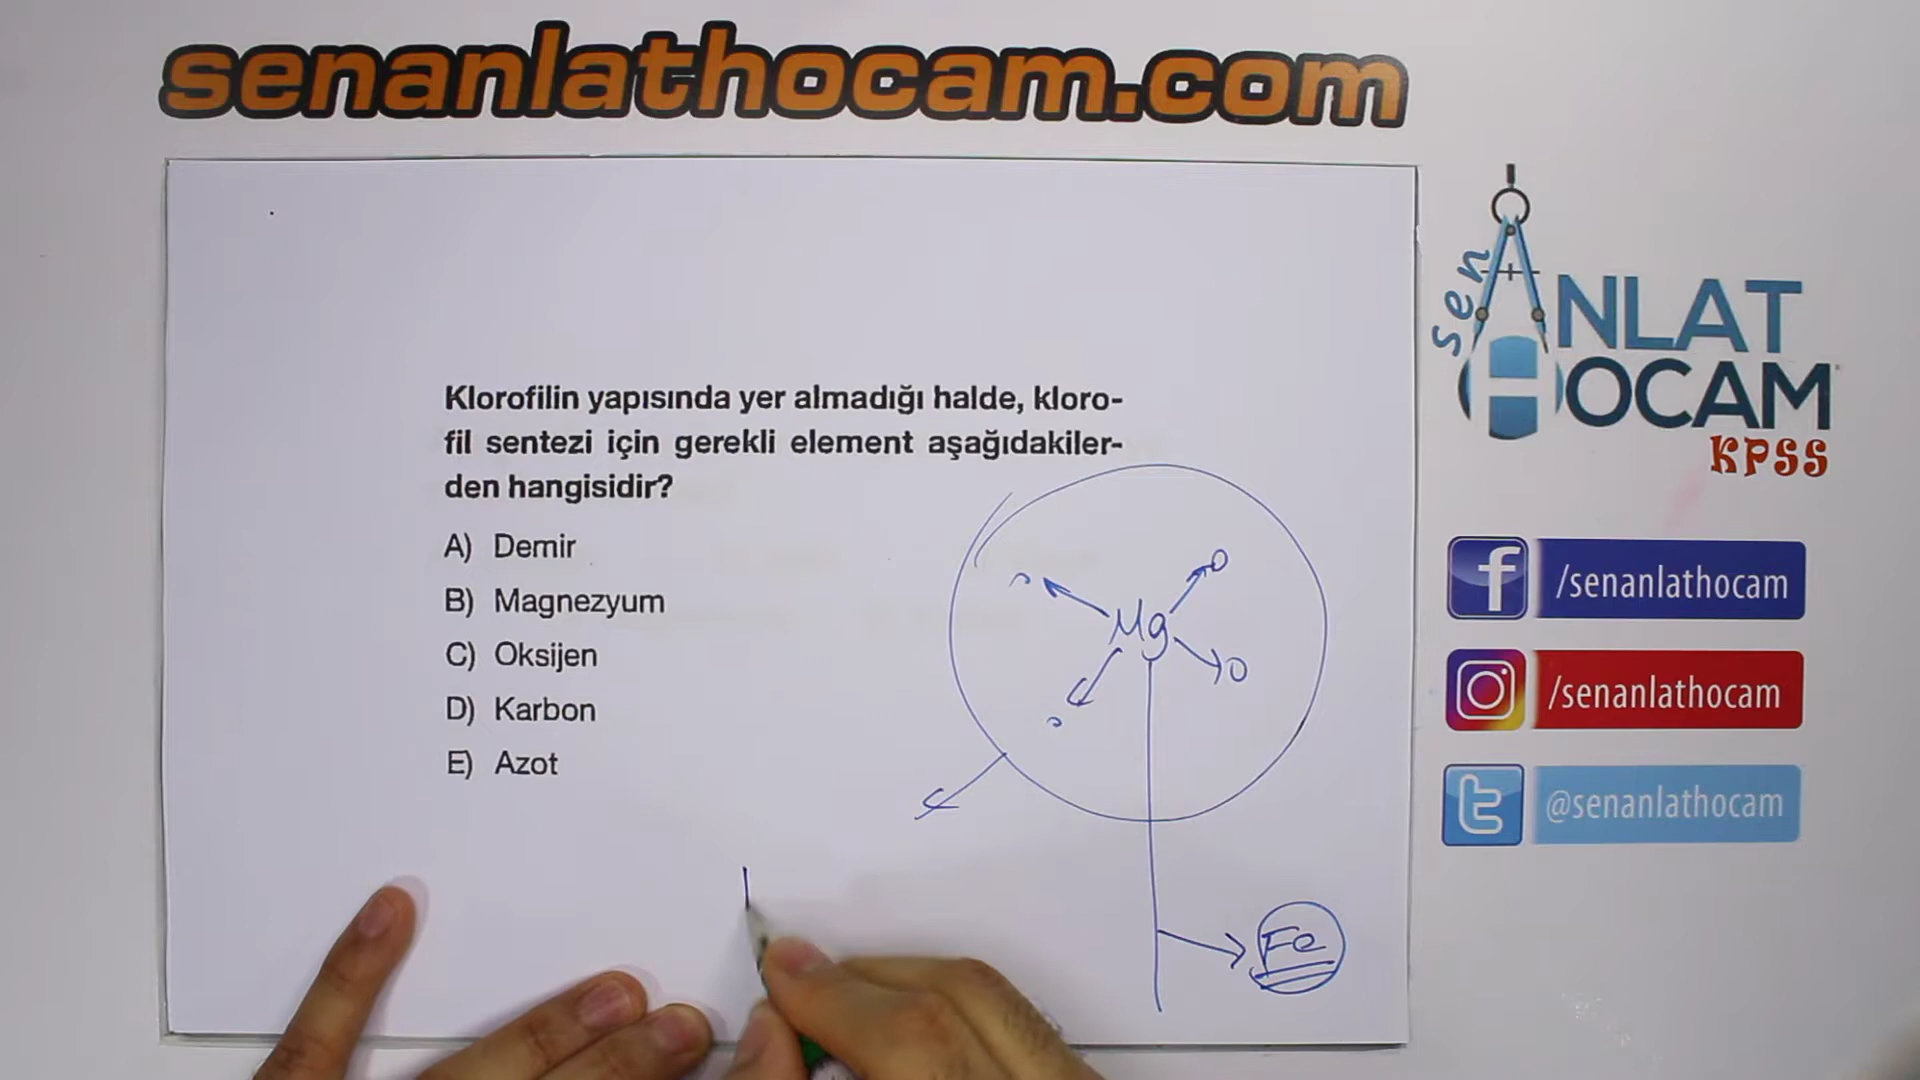 senanlathocam.com
Klorofilin yapısında yer almadığı halde, kloro-
fil sentezi için gerekli element aşağıdakiler-
den hangisidir?
A) Demir
B) Magnezyum
C) Oksijen
D) Karbon
E) Azot
Mg
Fe
sen
ANLAT
HOCAM
KPSS
/senanlathocam
/senanlathocam
@senanlathocam